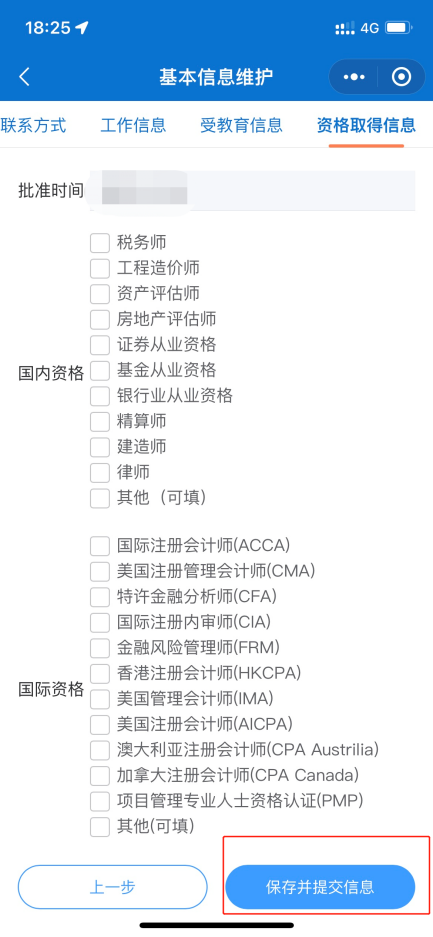 18:25
4G
基本信息维护
联系方式 工作信息 受教育信息 资格取得信息
批准时间
税务师
工程造价师
资产评估师
房地产评估师
证券从业资格
国内资格
基金从业资格
银行业从业资格
精算师
建造师
律师
其他（可填）
国际注册会计师(ACCA)
美国注册管理会计师(CMA)
特许金融分析师(CFA)
国际注册内审师(CIA)
金融风险管理师(FRM)
香港注册会计师(HKCPA)
国际资格
美国管理会计师(IMA)
美国注册会计师(AICPA)
澳大利亚注册会计师(CPA Austrilia)
加拿大注册会计师(CPA Canada)
项目管理专业人士资格认证(PMP)
其他(可填)
上一步 保存并提交信息